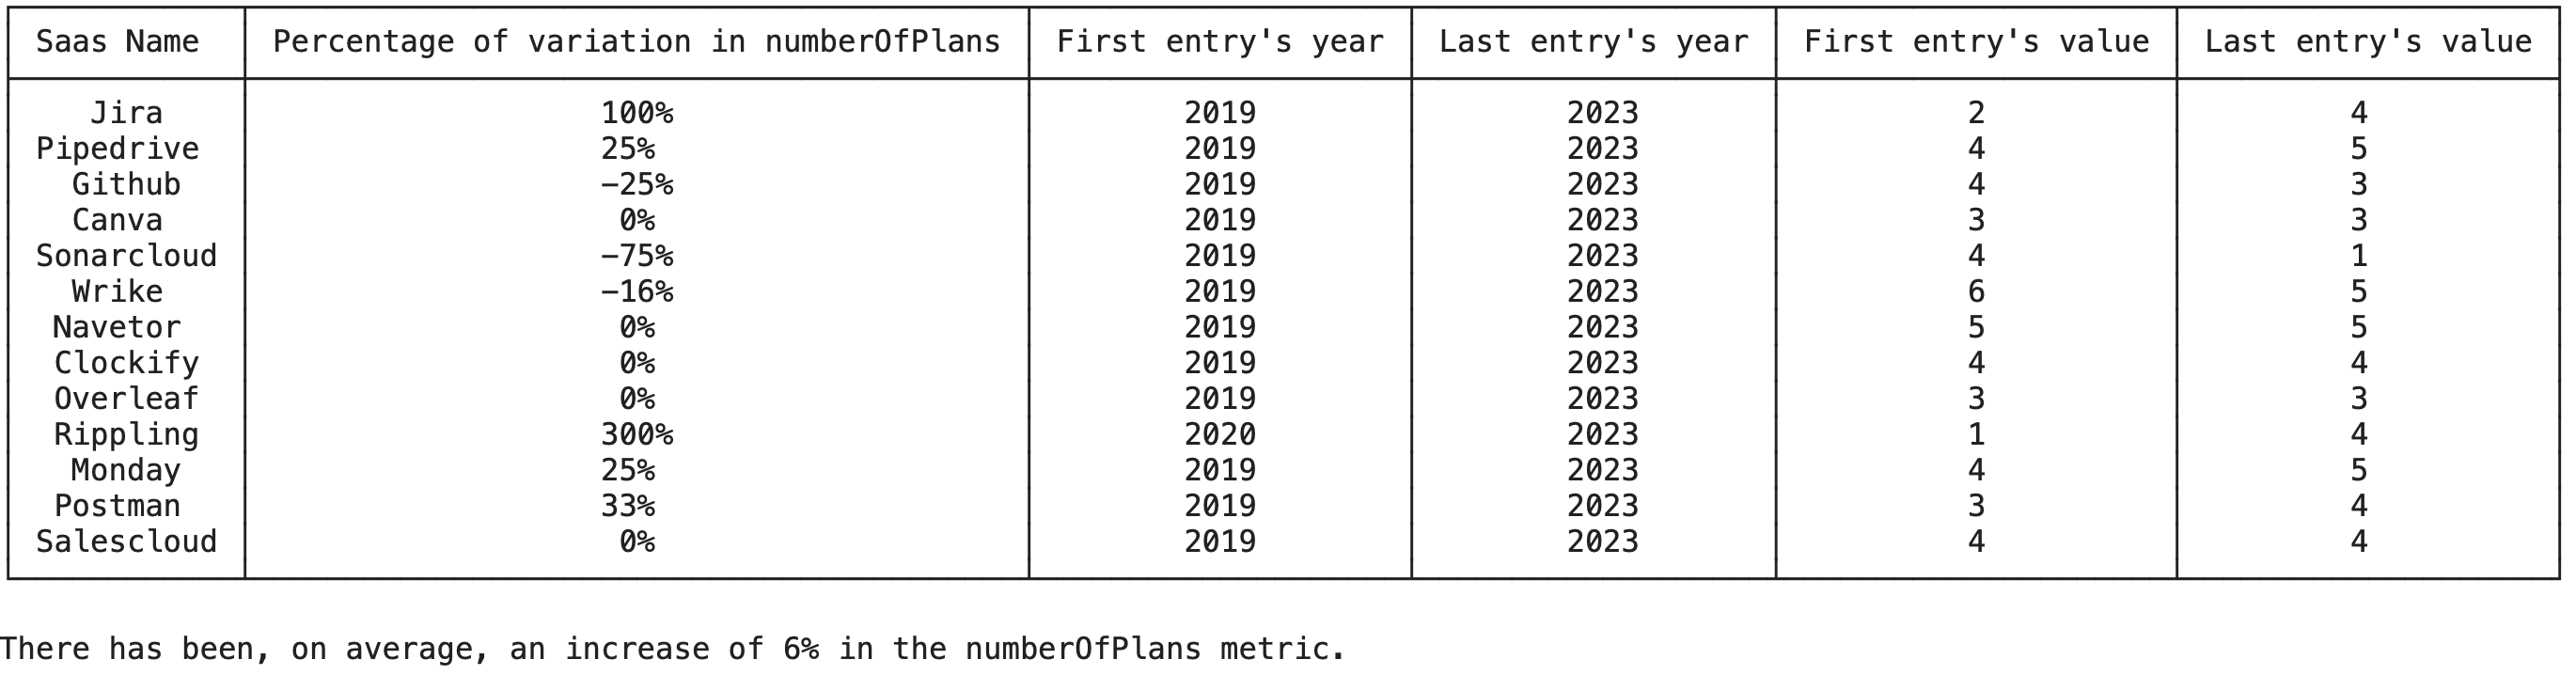 Saas Name Percentage of variation in numberOfPlans First entry's year Last entry's year First entry's value Last entry's value
Jira 100% 2019 2023 2 4
Pipedrive 25% 2019 2023 4 5
Github −25% 2019 2023 4 3
Canva 0% 2019 2023 3 3
Sonarcloud −75% 2019 2023 4 1
Wrike −16% 2019 2023 6 5
Navetor 0% 2019 2023 5 5
Clockify 0% 2019 2023 4 4
Overleaf 0% 2019 2023 3 3
Rippling 300% 2020 2023 1 4
Monday 25% 2019 2023 4 5
Postman 33% 2019 2023 3 4
Salescloud 0% 2019 2023 4 4
There has been, on average, an increase of 6% in the numberOfPlans metric.